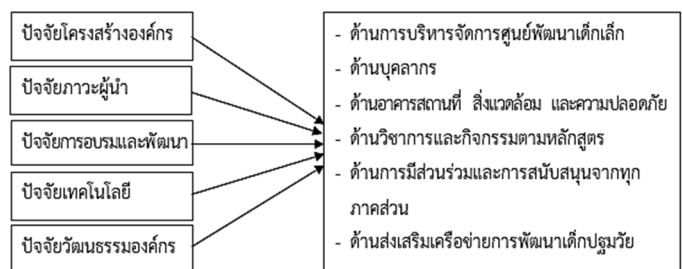 ปัจจัยโครงสร้างองค์กร
ปัจจัยภาวะผู้นำ
ปัจจัยการอบรมและพัฒนา
ปัจจัยเทคโนโลยี
ปัจจัยวัฒนธรรมองค์กร
- ด้านการบริหารจัดการศูนย์พัฒนาเด็กเล็ก
- ด้านบุคลากร
- ด้านอาคารสถานที่ สิ่งแวดล้อม และความปลอดภัย
- ด้านวิชาการและกิจกรรมตามหลักสูตร
- ด้านการมีส่วนร่วมและการสนับสนุนจากทุก
ภาคส่วน
- ด้านส่งเสริมเครือข่ายการพัฒนาเด็กปฐมวัย